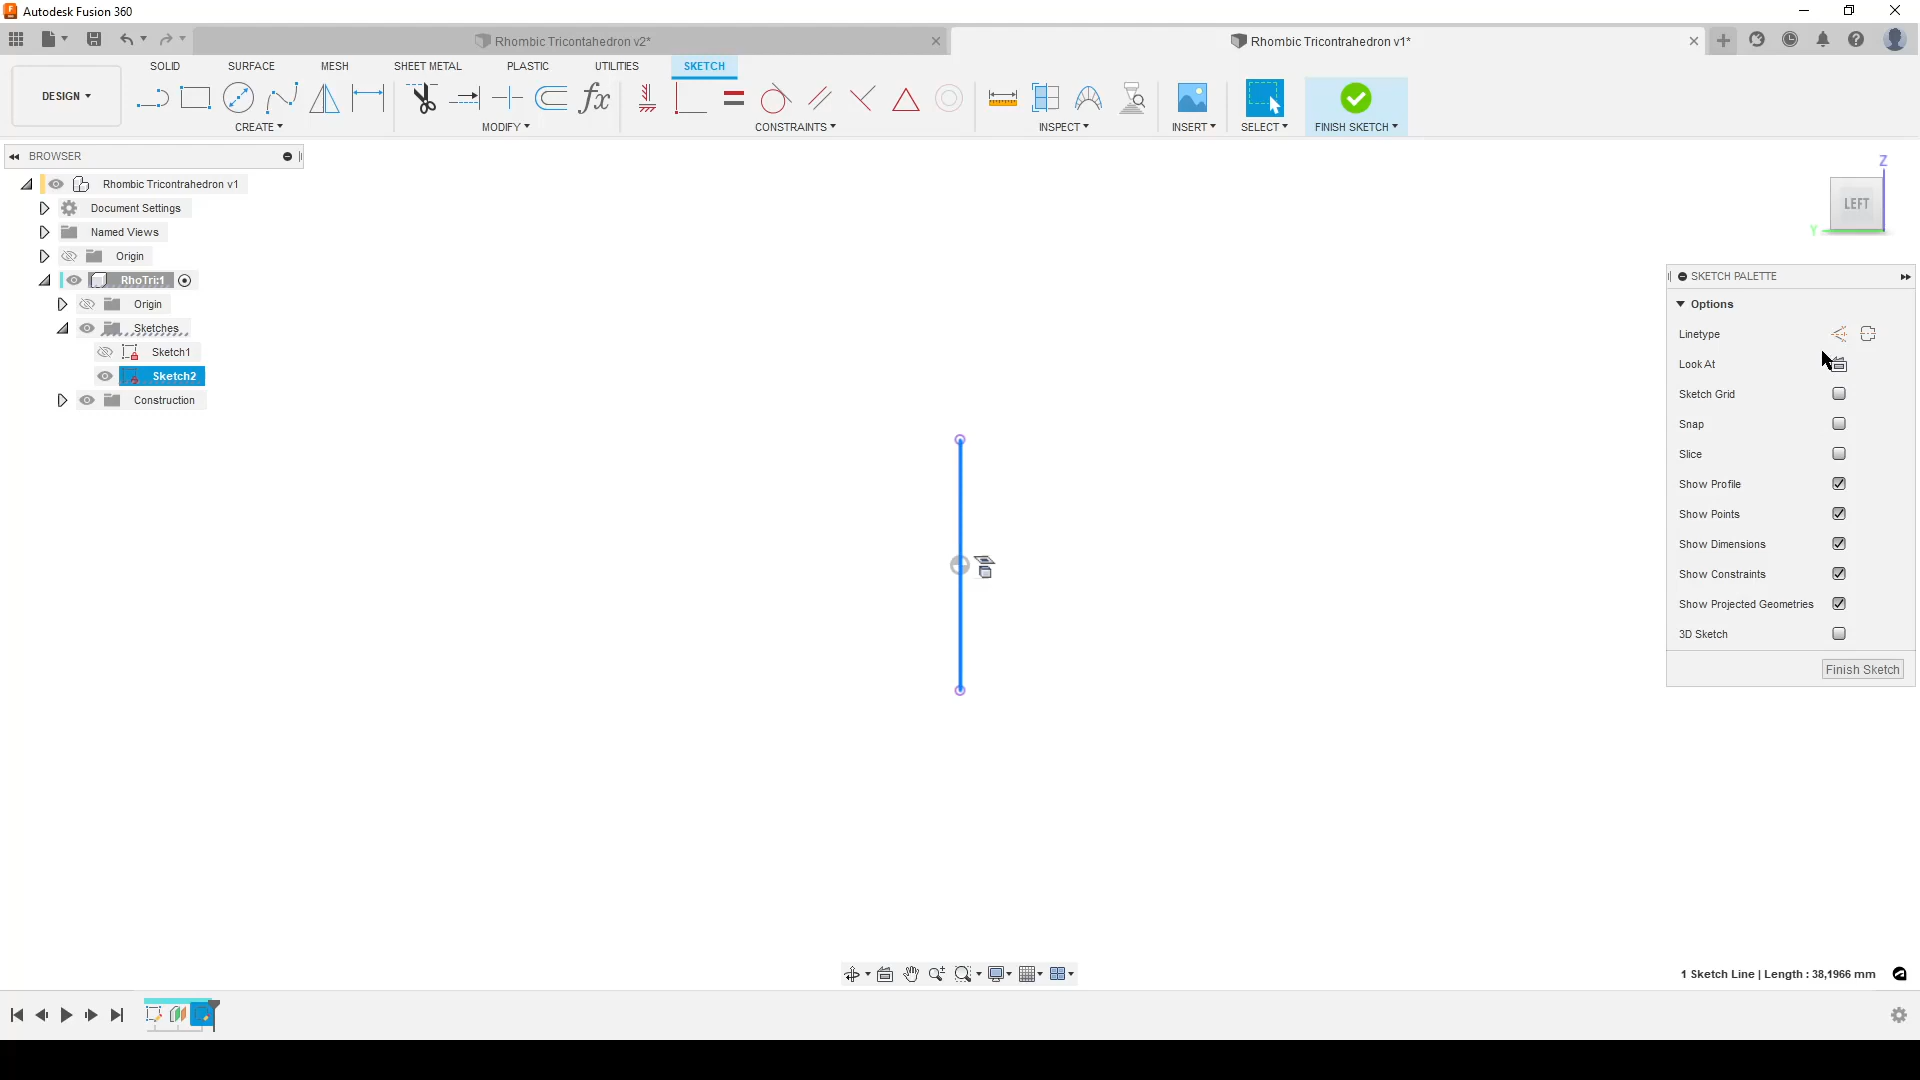 Autodesk Fusion 360
Rhombic Tricontahedron v2*
Rhombic Tricontrahedron v1*
DESIGN
SOLID
SURFACE
MESH
SHEET METAL
PLASTIC
UTILITIES
SKETCH
CREATE
MODIFY
CONSTRAINTS
INSPECT
INSERT
SELECT
FINISH SKETCH
BROWSER
Rhombic Tricontrahedron v1
Document Settings
Named Views
Origin
RhoTri:1
Origin
Sketches
Sketch1
Sketch2
Construction
Z
LEFT
Y
SKETCH PALETTE
Options
Linetype
Look At
Sketch Grid
Snap
Slice
Show Profile
Show Points
Show Dimensions
Show Constraints
Show Projected Geometries
3D Sketch
Finish Sketch
1 Sketch Line | Length : 38,1966 mm